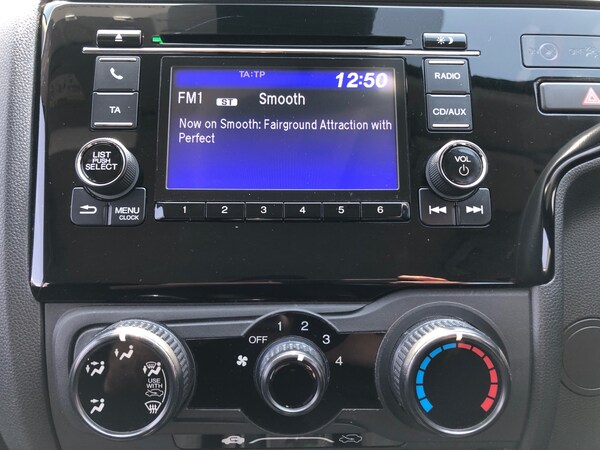 TA:TP 12:50
FM1 ST Smooth
Now on Smooth: Fairground Attraction with
Perfect
TA
RADIO
CD/AUX
LIST
PUSH
SELECT
VOL
MENU
CLOCK
1 2 3 4 5 6
OFF 1 2 3 4
USE
WITH